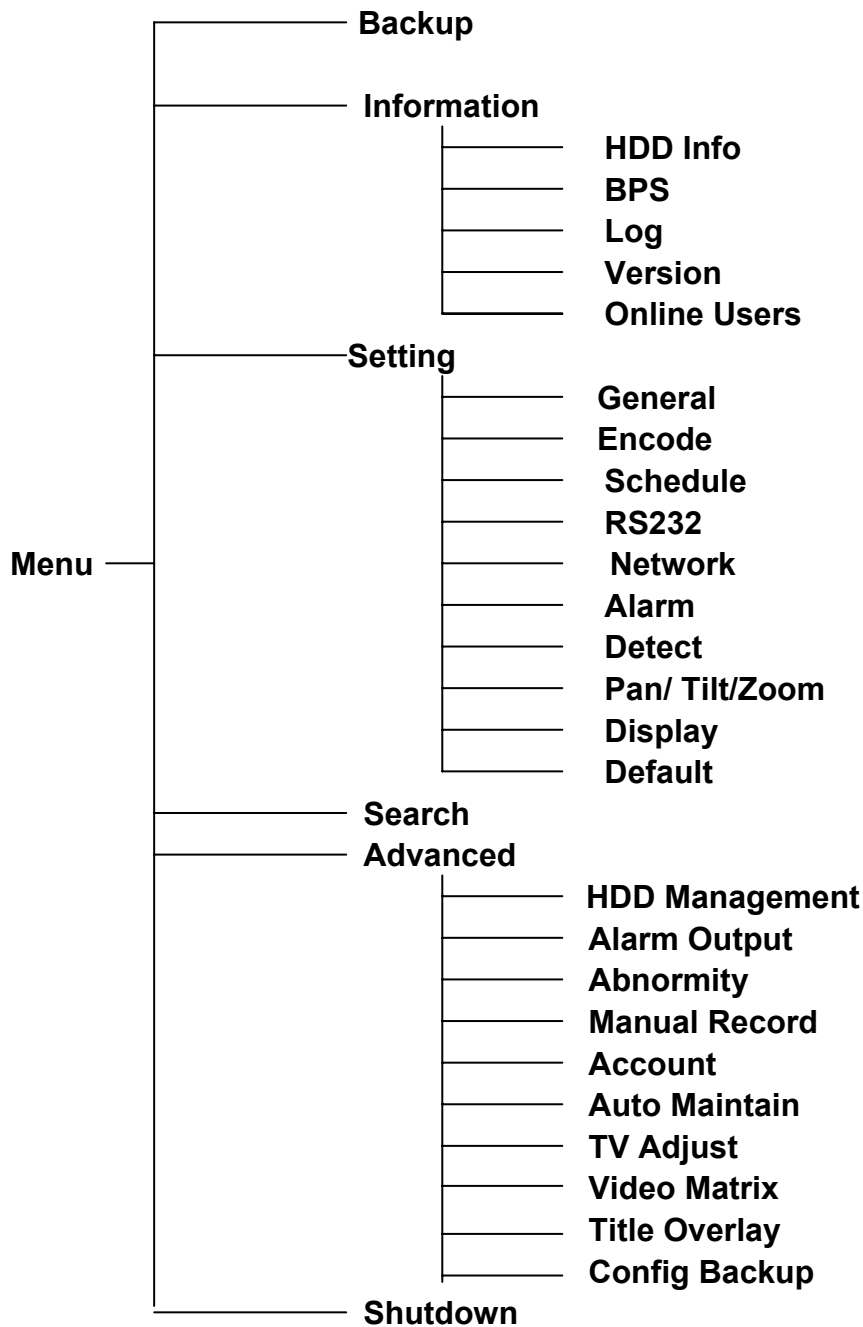 Backup
Information
HDD Info
BPS
Log
Version
Online Users
Setting
General
Encode
Schedule
RS232
Menu
Network
Alarm
Detect
Pan/ Tilt/Zoom
Display
Default
Search
Advanced
HDD Management
Alarm Output
Abnormity
Manual Record
Account
Auto Maintain
TV Adjust
Video Matrix
Title Overlay
Config Backup
Shutdown